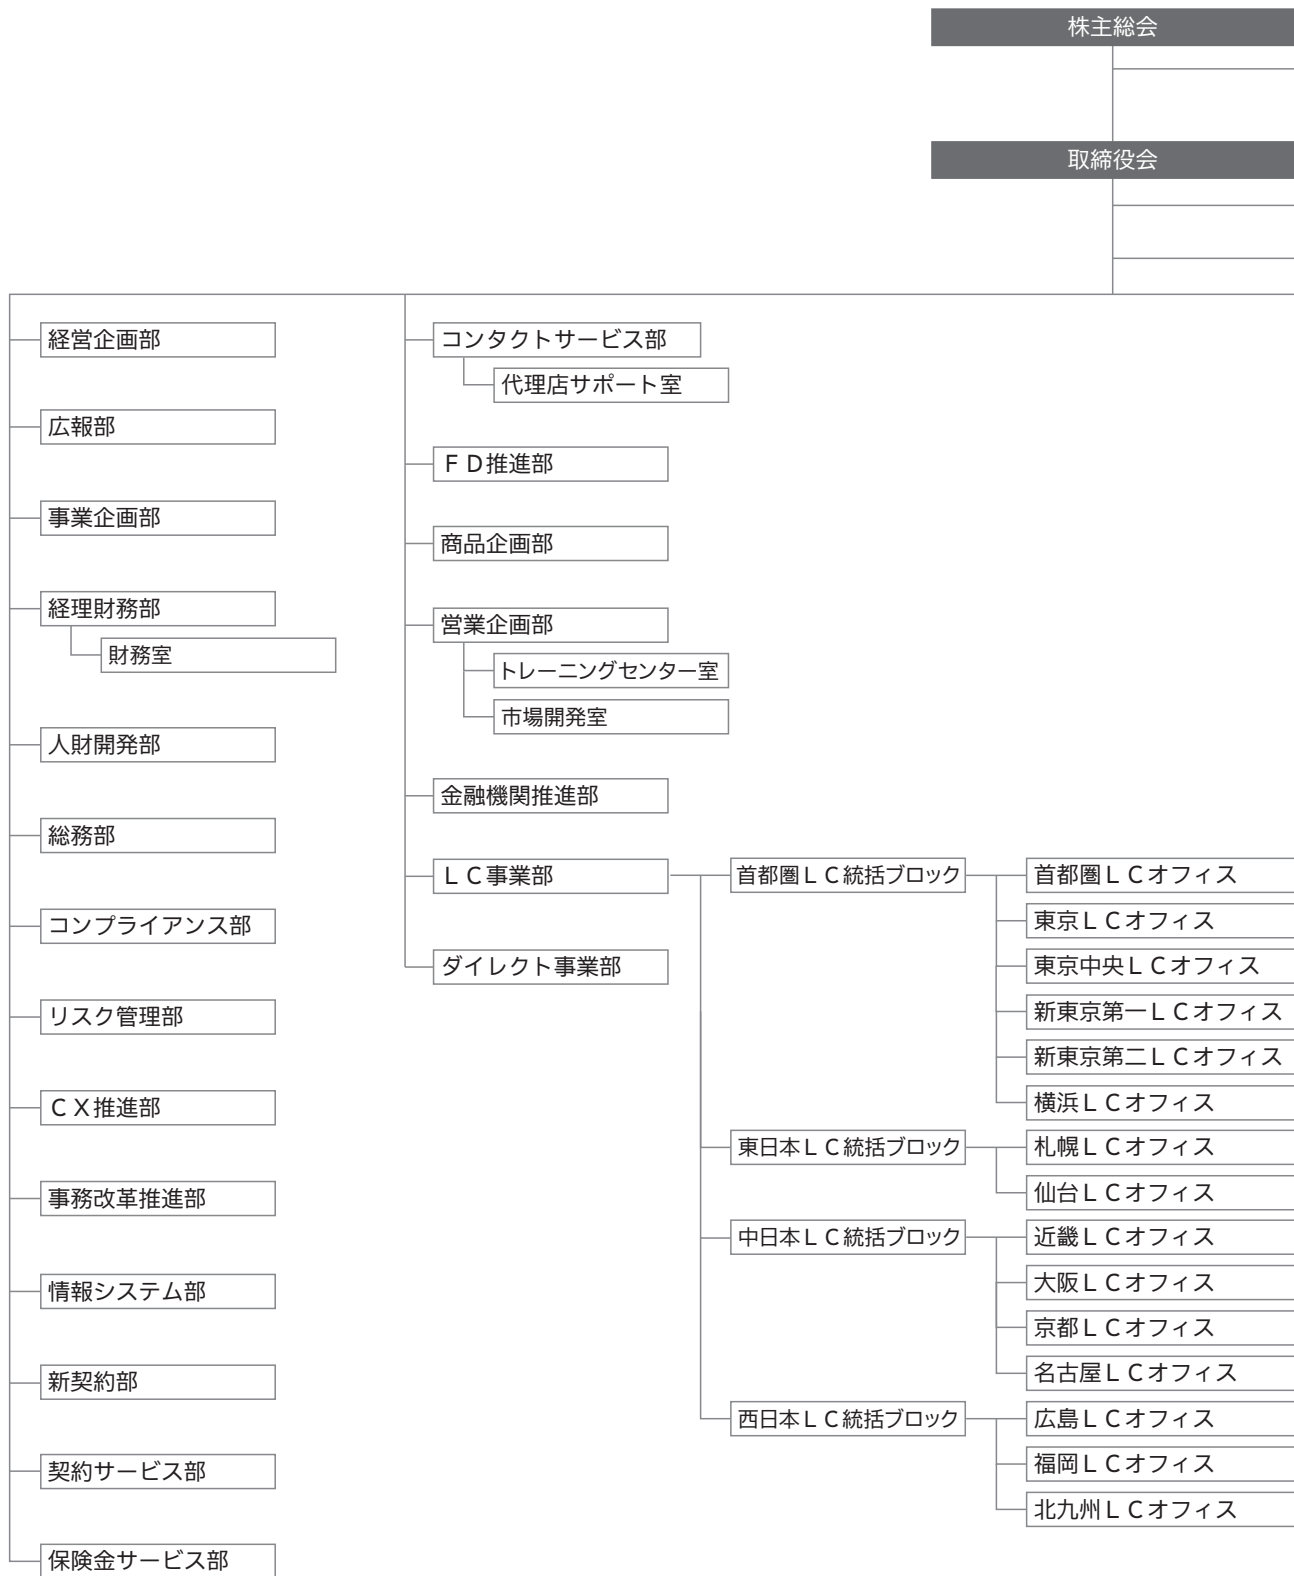 株主総会
取締役会
経営企画部
広報部
事業企画部
経理財務部
財務室
人財開発部
総務部
コンプライアンス部
リスク管理部
ＣＸ推進部
事務改革推進部
情報システム部
新契約部
契約サービス部
保険金サービス部
コンタクトサービス部
代理店サポート室
ＦＤ推進部
商品企画部
営業企画部
トレーニングセンター室
市場開発室
金融機関推進部
ＬＣ事業部
ダイレクト事業部
首都圏ＬＣ統括ブロック
首都圏ＬＣオフィス
東京ＬＣオフィス
東京中央ＬＣオフィス
新東京第一ＬＣオフィス
新東京第二ＬＣオフィス
横浜ＬＣオフィス
東日本ＬＣ統括ブロック
札幌ＬＣオフィス
仙台ＬＣオフィス
中日本ＬＣ統括ブロック
近畿ＬＣオフィス
大阪ＬＣオフィス
京都ＬＣオフィス
名古屋ＬＣオフィス
西日本ＬＣ統括ブロック
広島ＬＣオフィス
福岡ＬＣオフィス
北九州ＬＣオフィス